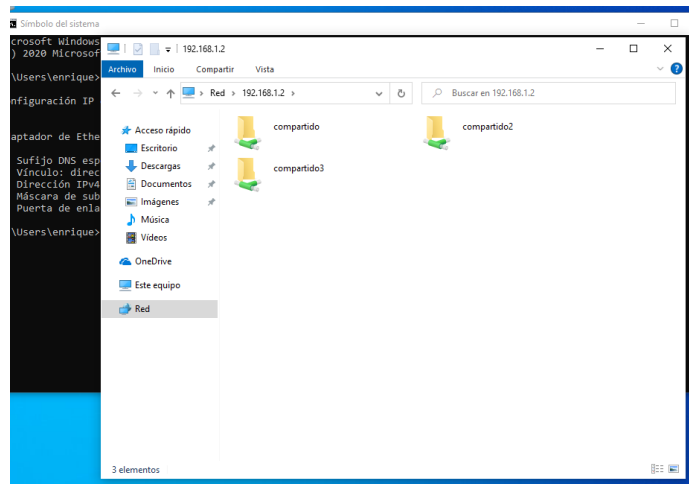 Símbolo del sistema
crosoft Windows
) 2020 Microsof
\Users\enrique>
nfiguración IP
aptador de Ethe
Sufijo DNS esp
Vínculo: direc
Dirección IPv4
Máscara de sub
Puerta de enla
\Users\enrique>
192.168.1.2
Archivo Inicio Compartir Vista
Red > 192.168.1.2 >
Buscar en 192.168.1.2
Acceso rápido
Escritorio
Descargas
Documentos
Imágenes
Música
Vídeos
OneDrive
Este equipo
Red
compartido
compartido2
compartido3
3 elementos